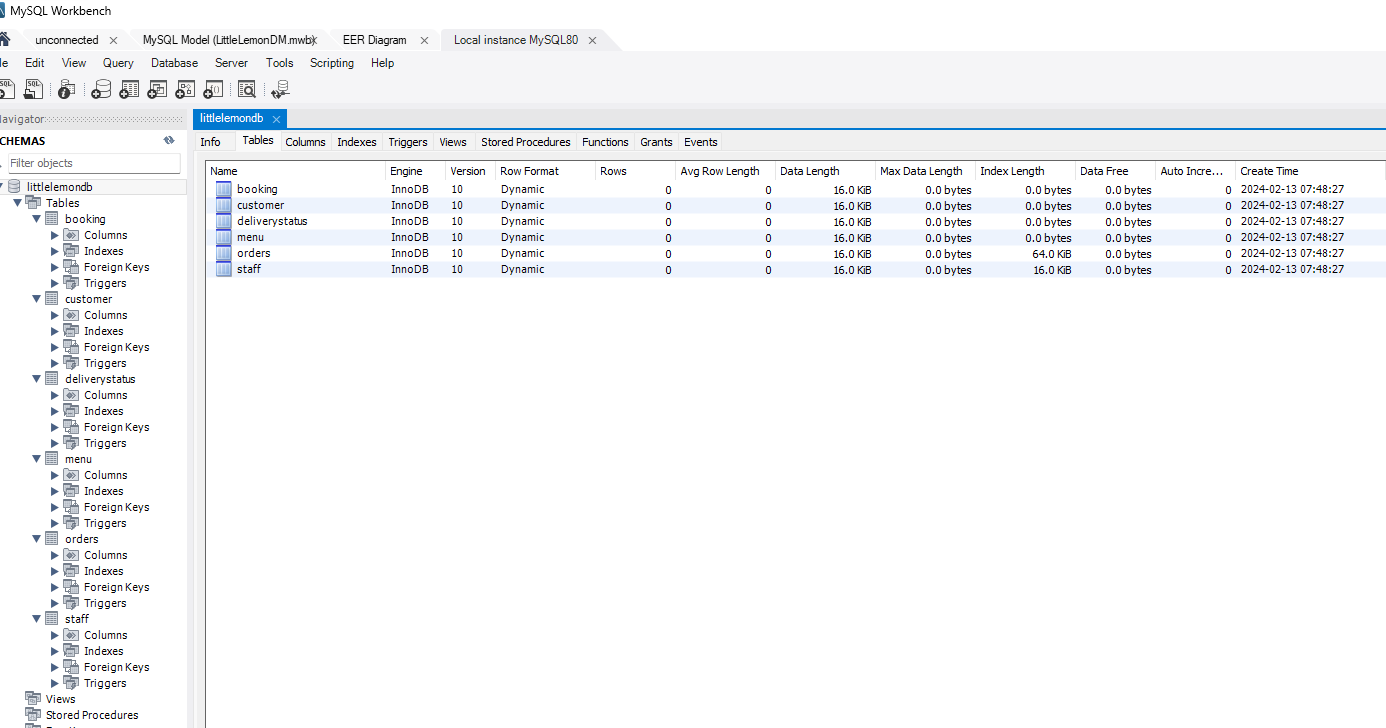 MySQL Workbench
unconnected MySQL Model (LittleLemonDM.mwb) EER Diagram Local instance MySQL80
le Edit View Query Database Server Tools Scripting Help
Navigator
littlelemondb
CHEMAS
Filter objects
littlelemondb
Tables
booking
Columns
Indexes
Foreign Keys
Triggers
customer
Columns
Indexes
Foreign Keys
Triggers
deliverystatus
Columns
Indexes
Foreign Keys
Triggers
menu
Columns
Indexes
Foreign Keys
Triggers
orders
Columns
Indexes
Foreign Keys
Triggers
staff
Columns
Indexes
Foreign Keys
Triggers
Views
Stored Procedures
Info Tables Columns Indexes Triggers Views Stored Procedures Functions Grants Events
Name Engine Version Row Format Rows Avg Row Length Data Length Max Data Length Index Length Data Free Auto Incre... Create Time
booking InnoDB 10 Dynamic 0 0 16.0 KiB 0.0 bytes 0.0 bytes 0.0 bytes 0 2024-02-13 07:48:27
customer InnoDB 10 Dynamic 0 0 16.0 KiB 0.0 bytes 0.0 bytes 0.0 bytes 0 2024-02-13 07:48:27
deliverystatus InnoDB 10 Dynamic 0 0 16.0 KiB 0.0 bytes 0.0 bytes 0.0 bytes 0 2024-02-13 07:48:27
menu InnoDB 10 Dynamic 0 0 16.0 KiB 0.0 bytes 0.0 bytes 0.0 bytes 0 2024-02-13 07:48:27
orders InnoDB 10 Dynamic 0 0 16.0 KiB 0.0 bytes 64.0 KiB 0.0 bytes 0 2024-02-13 07:48:27
staff InnoDB 10 Dynamic 0 0 16.0 KiB 0.0 bytes 16.0 KiB 0.0 bytes 0 2024-02-13 07:48:27